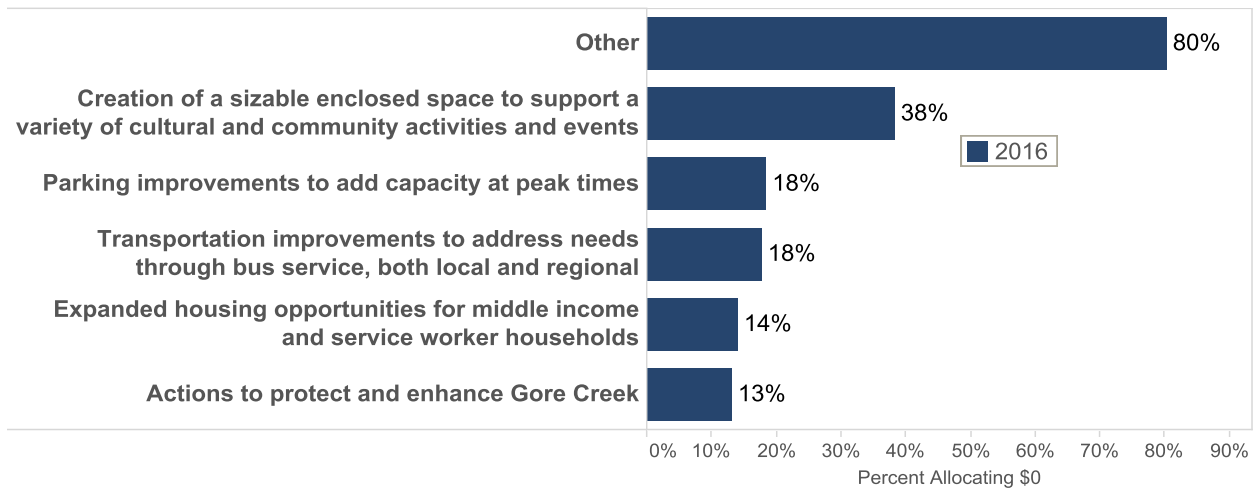 Other
80%
Creation of a sizable enclosed space to support a
variety of cultural and community activities and events
38%
2016
Parking improvements to add capacity at peak times
18%
Transportation improvements to address needs
through bus service, both local and regional
18%
Expanded housing opportunities for middle income
and service worker households
14%
Actions to protect and enhance Gore Creek
13%
0% 10% 20% 30% 40% 50% 60% 70% 80% 90%
Percent Allocating $0